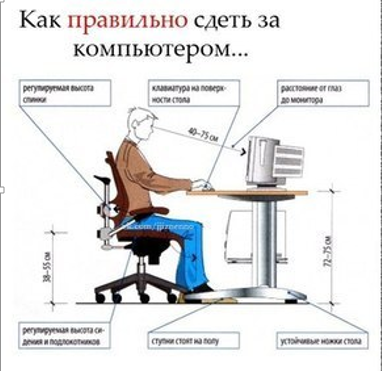 Как правильно сдеть за
компьютером...
регулируемая высота
спинки
клавиатура на поверх-
ности стола
расстояние от глаз
до монитора
40–75 см
38–55 см
72–75 см
регулируемая высота си-
дения и подлокотников
ступни стоят на полу
устойчивые ножки стола